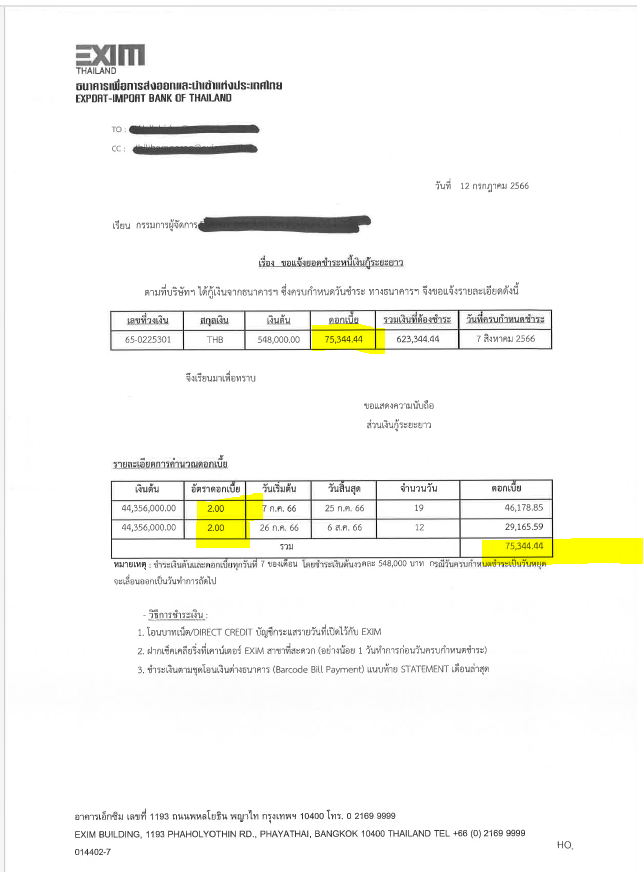 EXIM
THAILAND
ธนาคารเพื่อการส่งออกและนำเข้าแห่งประเทศไทย
EXPORT-IMPORT BANK OF THAILAND
TO :
CC :
วันที่ 12 กรกฎาคม 2566
เรียน กรรมการผู้จัดการ
เรื่อง ขอแจ้งยอดชำระหนี้เงินกู้ระยะยาว
ตามที่บริษัทฯ ได้กู้เงินจากธนาคารฯ ซึ่งครบกำหนดวันชำระ ทางธนาคารฯ จึงขอแจ้งรายละเอียดดังนี้
เลขที่วงเงิน สกุลเงิน เงินต้น ดอกเบี้ย รวมเงินที่ต้องชำระ วันที่ครบกำหนดชำระ
65-0225301 THB 548,000.00 75,344.44 623,344.44 7 สิงหาคม 2566
จึงเรียนมาเพื่อทราบ
ขอแสดงความนับถือ
ส่วนเงินกู้ระยะยาว
รายละเอียดการคำนวณดอกเบี้ย
เงินต้น อัตราดอกเบี้ย วันเริ่มต้น วันสิ้นสุด จำนวนวัน ดอกเบี้ย
44,356,000.00 2.00 7 ก.ค. 66 25 ก.ค. 66 19 46,178.85
44,356,000.00 2.00 26 ก.ค. 66 6 ส.ค. 66 12 29,165.59
รวม 75,344.44
หมายเหตุ : ชำระเงินต้นและดอกเบี้ยทุกวันที่ 7 ของเดือน โดยชำระเงินต้นงวดละ 548,000 บาท กรณีวันครบกำหนดชำระเป็นวันหยุด
จะเลื่อนออกเป็นวันทำการถัดไป
- วิธีการชำระเงิน :
1. โอนบาทเน็ต/DIRECT CREDIT บัญชีกระแสรายวันที่เปิดไว้กับ EXIM
2. ฝากเช็คเคลียริ่งที่เคาน์เตอร์ EXIM สาขาที่สะดวก (อย่างน้อย 1 วันทำการก่อนวันครบกำหนดชำระ)
3. ชำระเงินตามชุดโอนเงินต่างธนาคาร (Barcode Bill Payment) แนบท้าย STATEMENT เดือนล่าสุด
อาคารเอ็กซิม เลขที่ 1193 ถนนพหลโยธิน พญาไท กรุงเทพฯ 10400 โทร. 0 2169 9999
EXIM BUILDING, 1193 PHAHOLYOTHIN RD., PHAYATHAI, BANGKOK 10400 THAILAND TEL +66 (0) 2169 9999
014402-7
HO.